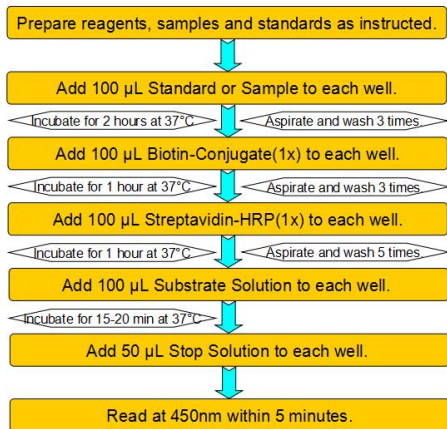 Prepare reagents, samples and standards as instructed.
Add 100 µL Standard or Sample to each well.
Incubate for 2 hours at 37°C
Aspirate and wash 3 times
Add 100 µL Biotin-Conjugate(1x) to each well.
Incubate for 1 hour at 37°C
Aspirate and wash 3 times
Add 100 µL Streptavidin-HRP(1x) to each well.
Incubate for 1 hour at 37°C
Aspirate and wash 5 times
Add 100 µL Substrate Solution to each well.
Incubate for 15-20 min at 37°C
Add 50 µL Stop Solution to each well.
Read at 450nm within 5 minutes.